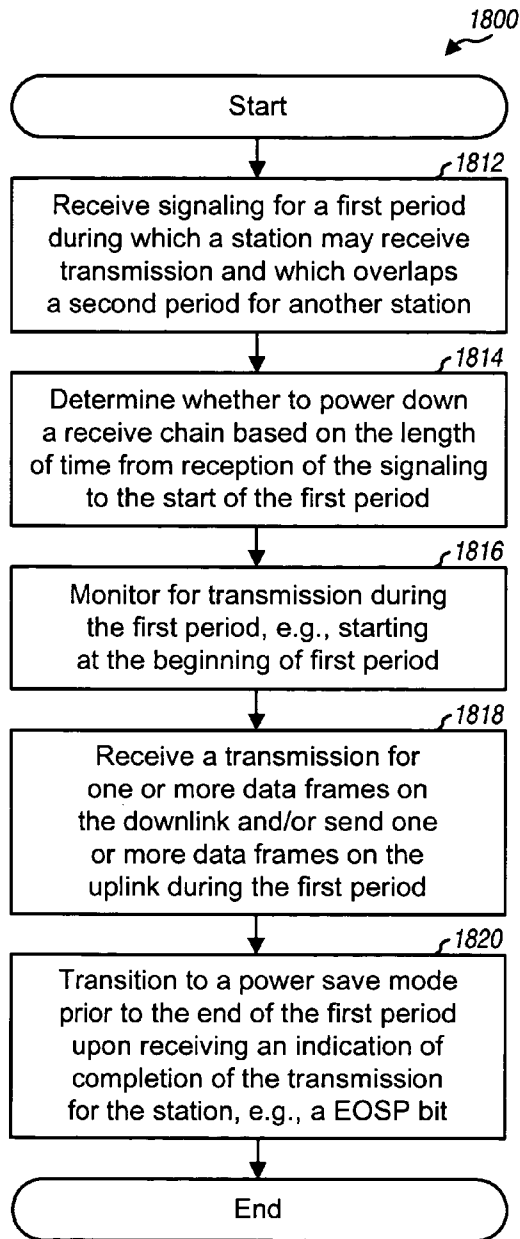 1800
Start
1812
Receive signaling for a first period
during which a station may receive
transmission and which overlaps
a second period for another station
1814
Determine whether to power down
a receive chain based on the length
of time from reception of the signaling
to the start of the first period
1816
Monitor for transmission during
the first period, e.g., starting
at the beginning of first period
1818
Receive a transmission for
one or more data frames on
the downlink and/or send one
or more data frames on the
uplink during the first period
1820
Transition to a power save mode
prior to the end of the first period
upon receiving an indication of
completion of the transmission
for the station, e.g., a EOSP bit
End